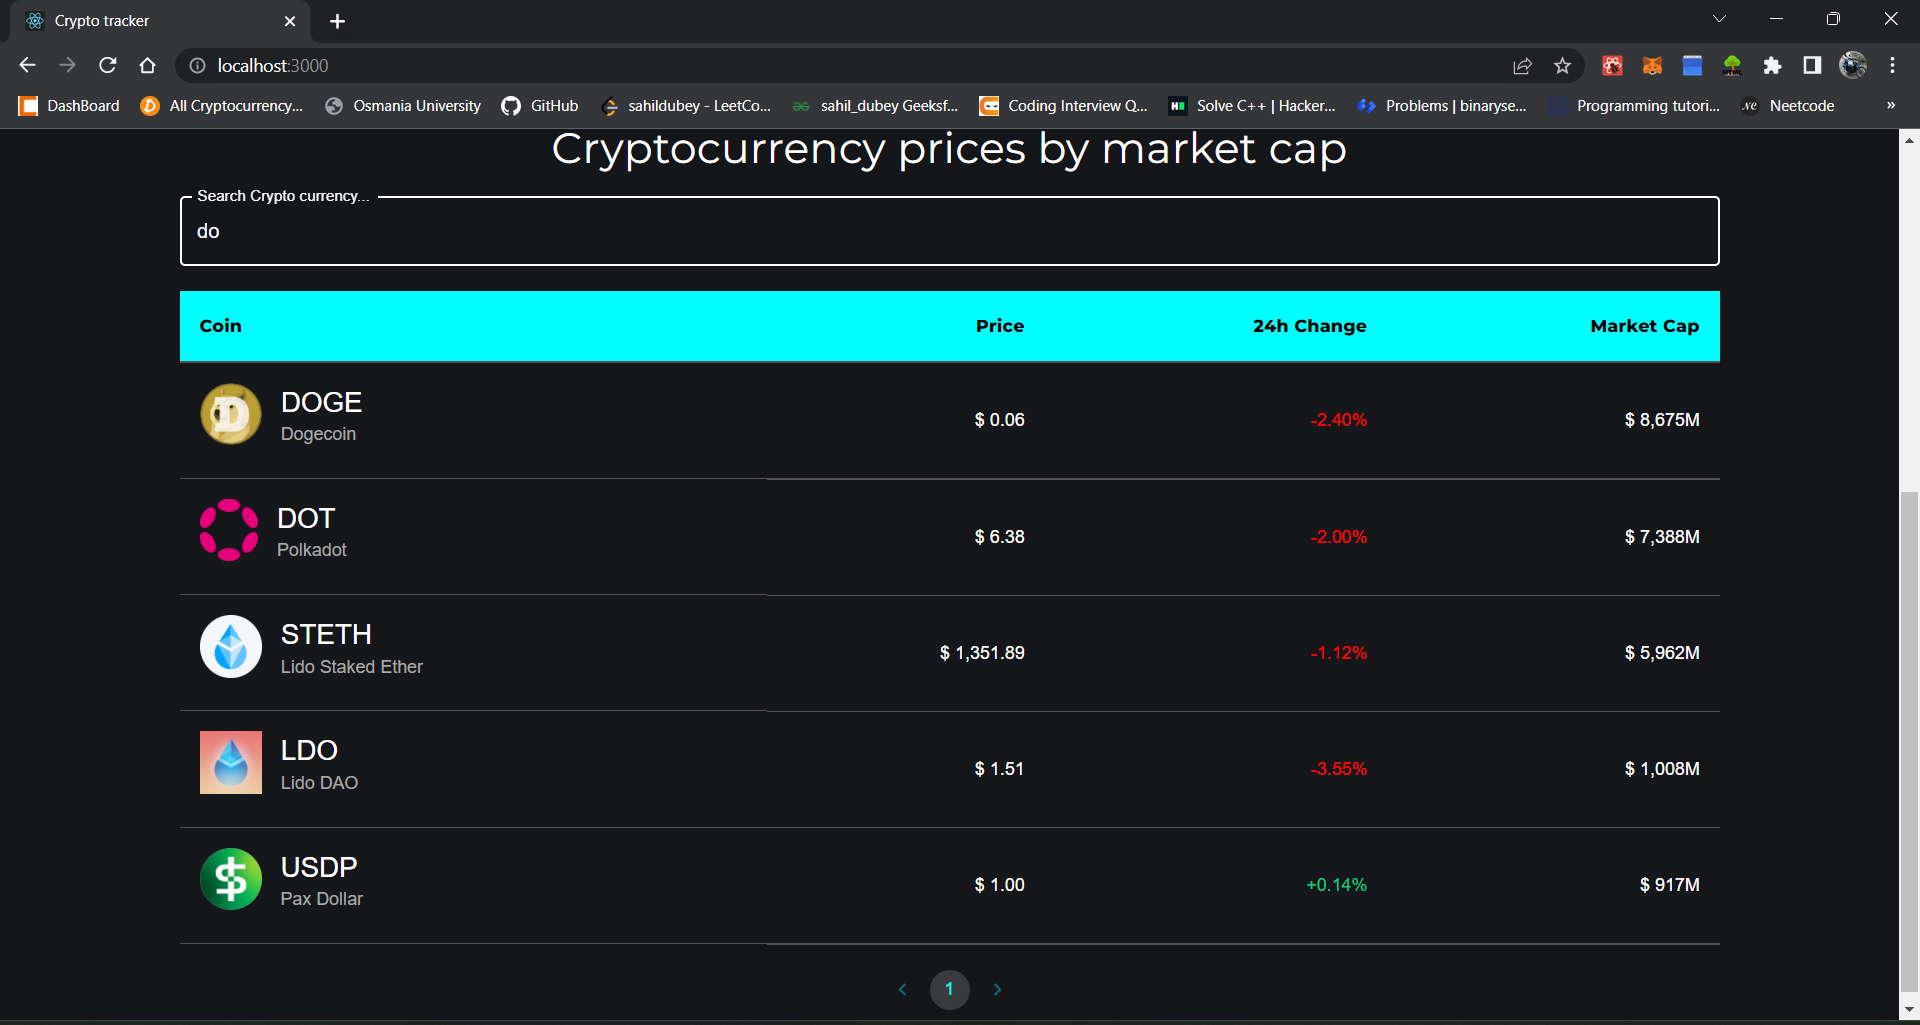 Crypto tracker
localhost:3000
DashBoard All Cryptocurrency... Osmania University GitHub sahildubey - LeetCo... sahil_dubey Geeksf... Coding Interview Q... Solve C++ | Hacker... Problems | binaryse... Programming tutori... Neetcode »
Cryptocurrency prices by market cap
Search Crypto currency...
do
Coin Price 24h Change Market Cap
DOGE
Dogecoin
$ 0.06 -2.40% $ 8,675M
DOT
Polkadot
$ 6.38 -2.00% $ 7,388M
STETH
Lido Staked Ether
$ 1,351.89 -1.12% $ 5,962M
LDO
Lido DAO
$ 1.51 -3.55% $ 1,008M
USDP
Pax Dollar
$ 1.00 +0.14% $ 917M
1